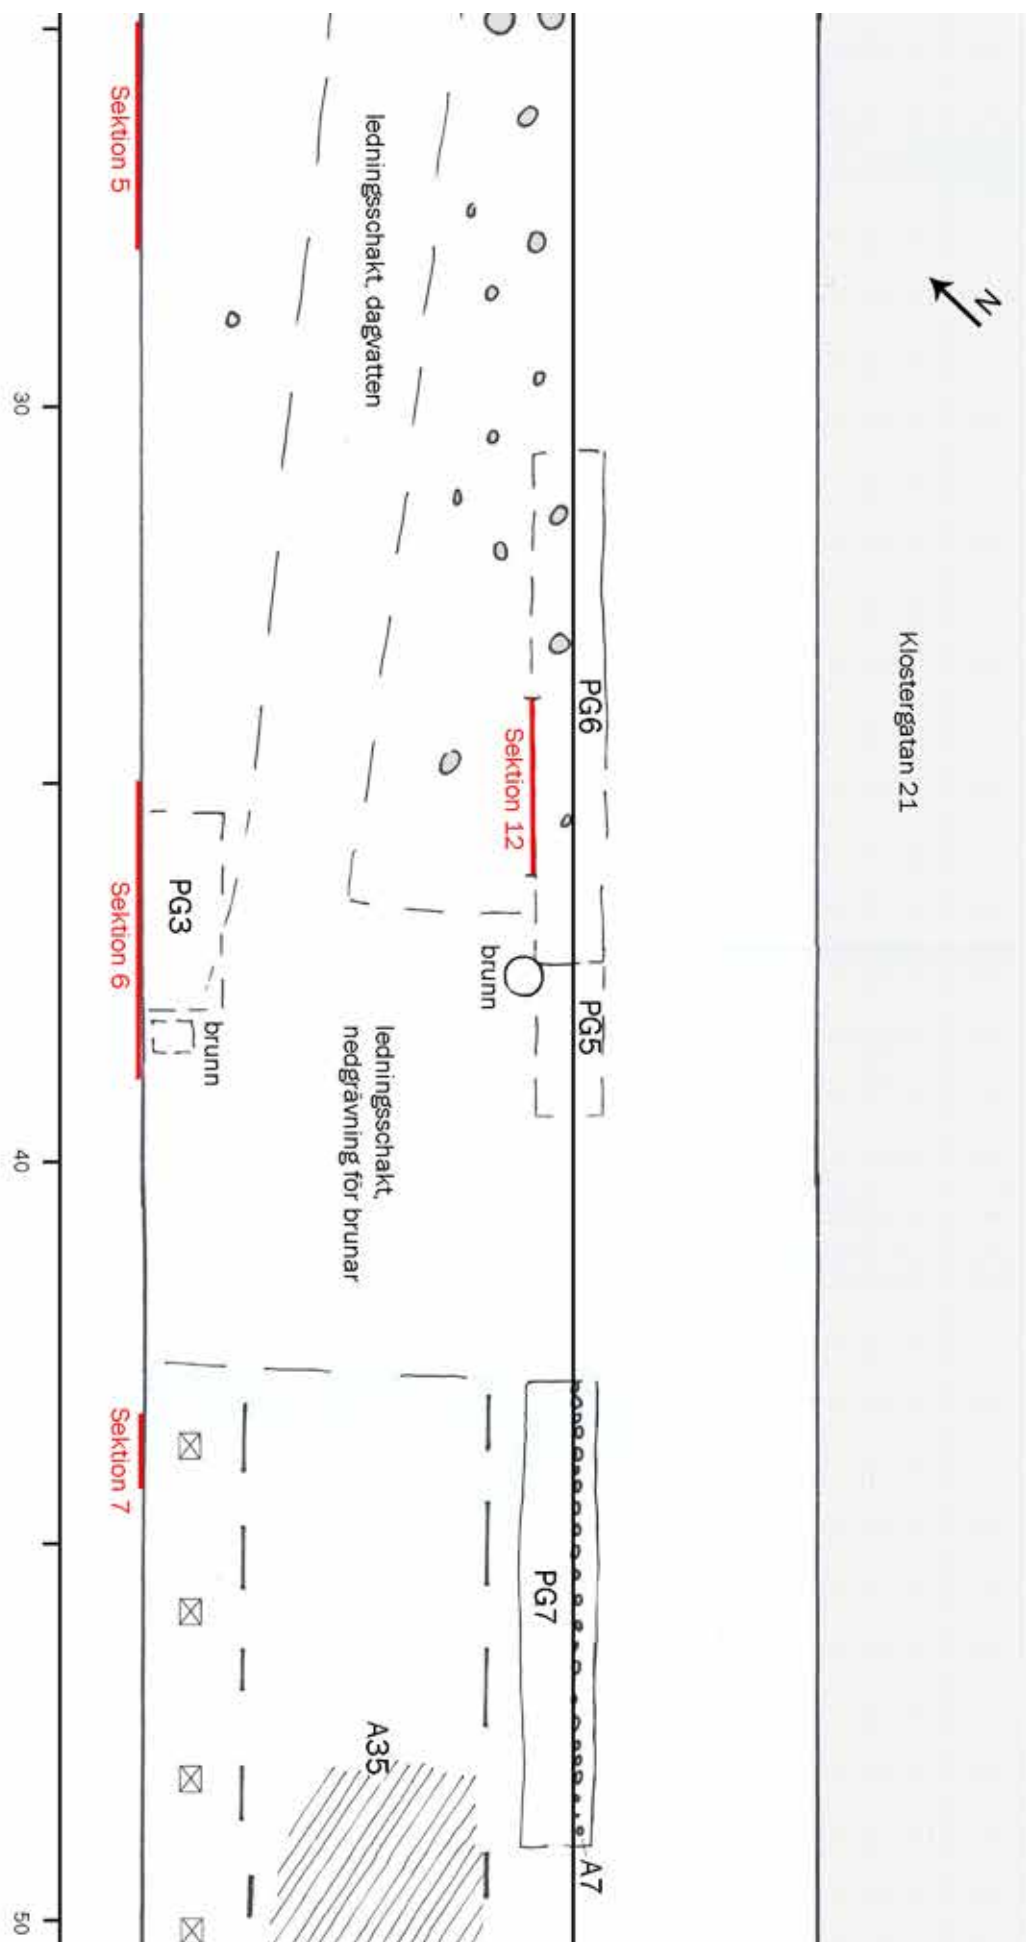 Klostergatan 21
N
PG6
PG5
PG7
A7
Sektion 12
brunn
ledningsschakt, dagvatten
ledningsschakt,
nedgrävning för brunar
A35
brunn
PG3
Sektion 5
Sektion 6
Sektion 7
30
40
50